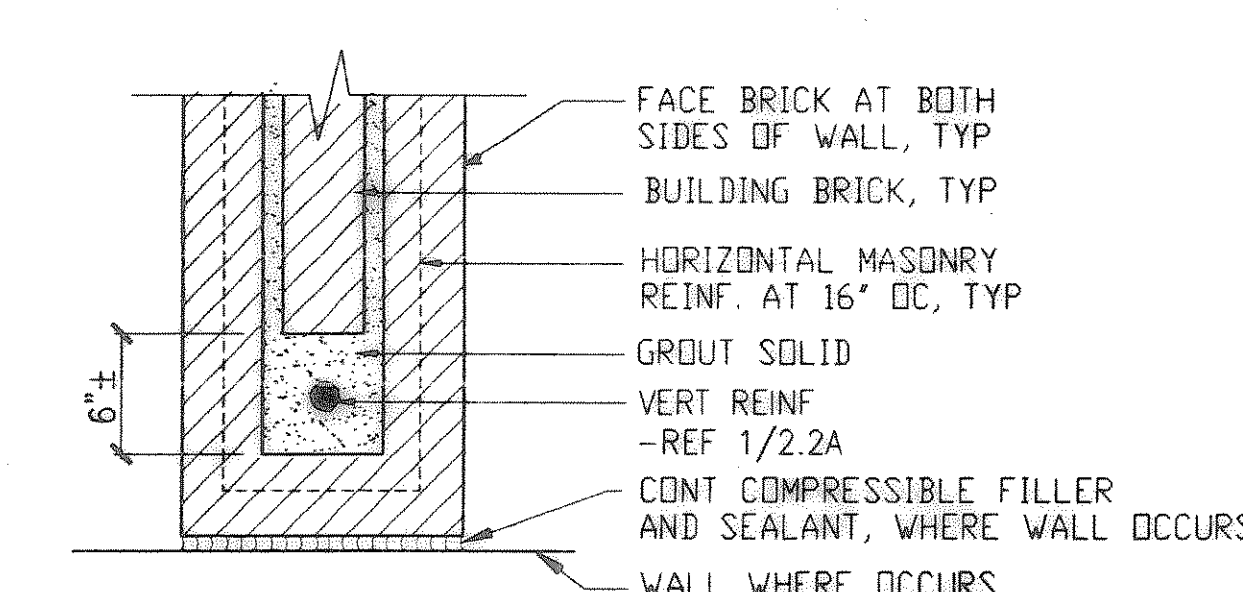 FACE BRICK AT BOTH
SIDES OF WALL, TYP
BUILDING BRICK, TYP
HORIZONTAL MASONRY
REINF. AT 16" OC, TYP
GROUT SOLID
VERT REINF
-REF 1/2.2A
CONT COMPRESSIBLE FILLER
AND SEALANT, WHERE WALL OCCURS
WALL WHERE OCCURS
6"±